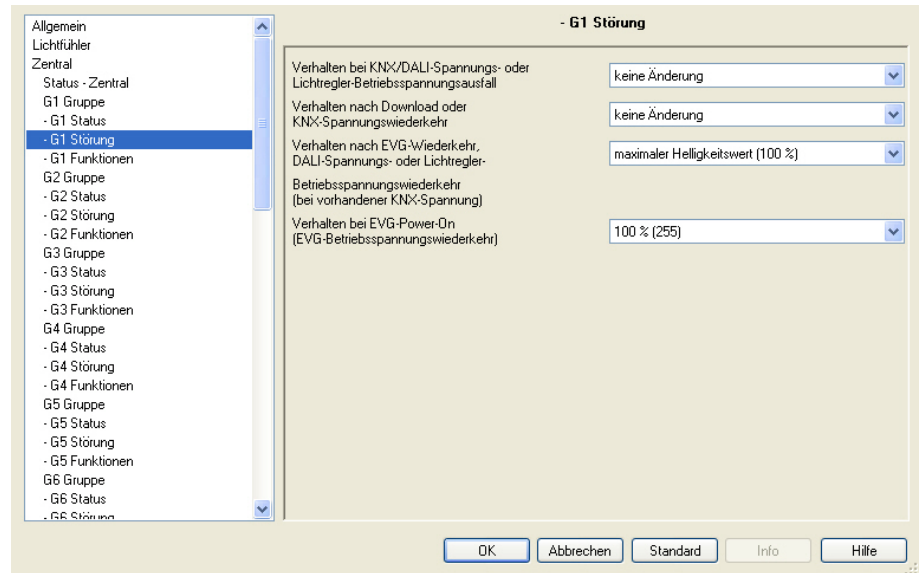 Allgemein
Lichtfühler
Zentral
Status - Zentral
G1 Gruppe
- G1 Status
- G1 Störung
- G1 Funktionen
G2 Gruppe
- G2 Status
- G2 Störung
- G2 Funktionen
G3 Gruppe
- G3 Status
- G3 Störung
- G3 Funktionen
G4 Gruppe
- G4 Status
- G4 Störung
- G4 Funktionen
G5 Gruppe
- G5 Status
- G5 Störung
- G5 Funktionen
G6 Gruppe
- G6 Status
- G6 Störung
- G1 Störung
Verhalten bei KNX/DALI-Spannungs- oder
Lichtregler-Betriebsspannungsausfall
keine Änderung
Verhalten nach Download oder
KNX-Spannungswiederkehr
keine Änderung
Verhalten nach EVG-Wiederkehr,
DALI-Spannungs- oder Lichtregler-
maximaler Helligkeitswert (100 %)
Betriebsspannungswiederkehr
(bei vorhandener KNX-Spannung)
Verhalten bei EVG-Power-On
(EVG-Betriebsspannungswiederkehr)
100 % (255)
OK
Abbrechen
Standard
Info
Hilfe